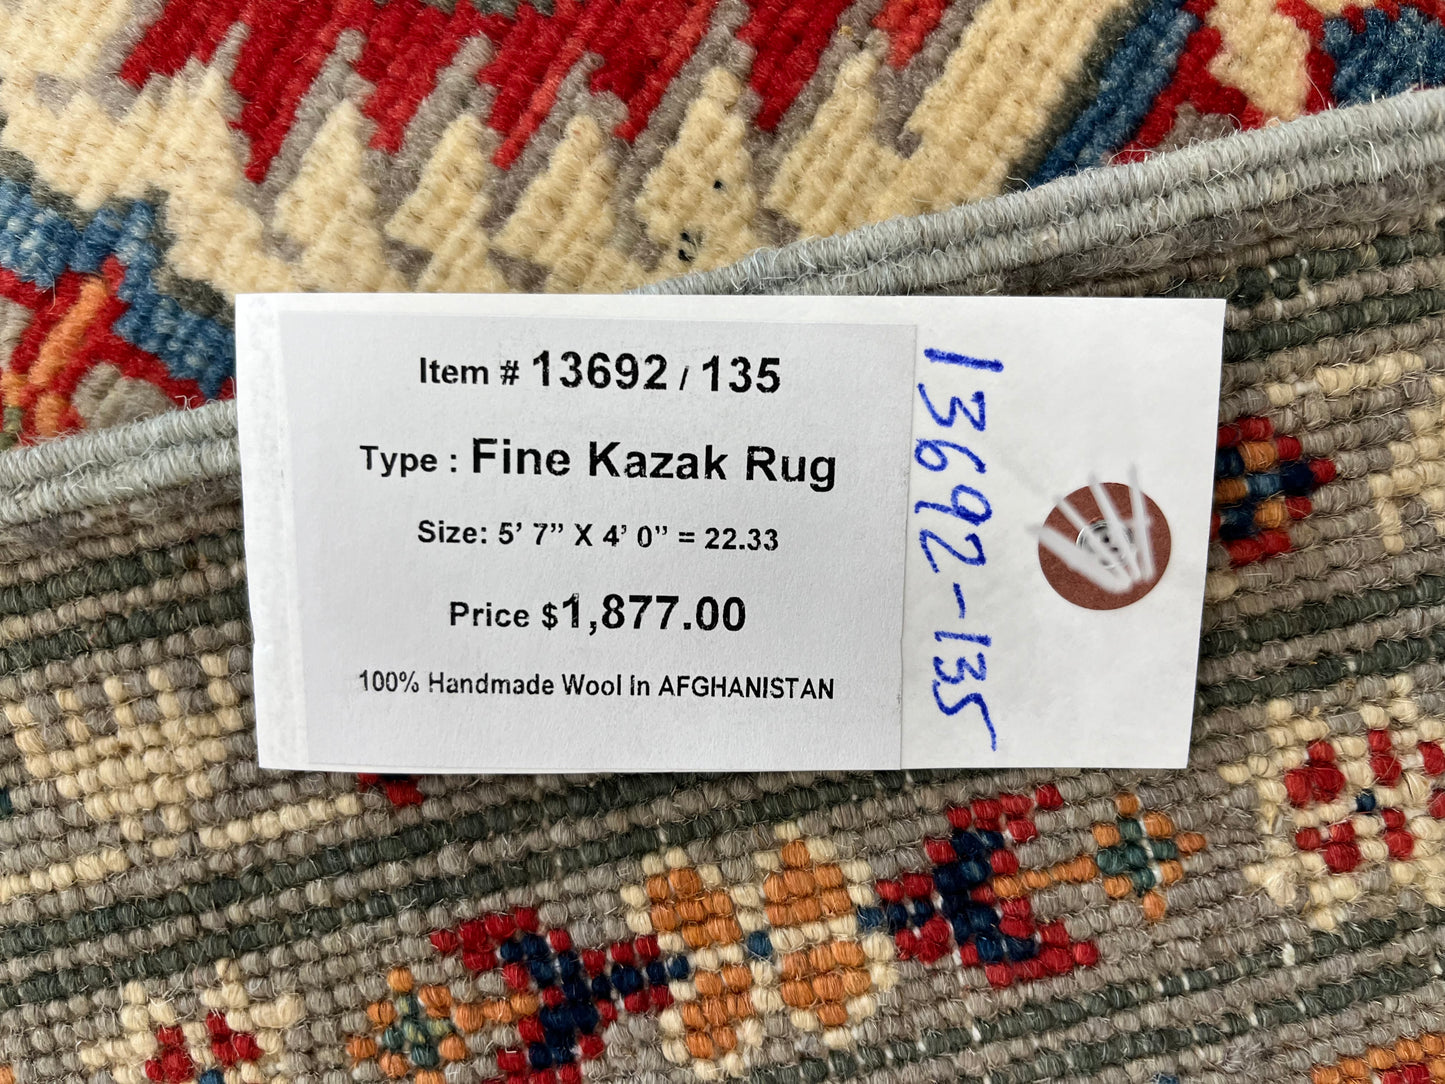 Item # 13692 / 135
Type : Fine Kazak Rug
Size: 5’ 7” X 4’ 0” = 22.33
Price $1,877.00
100% Handmade Wool In AFGHANISTAN
13692-135